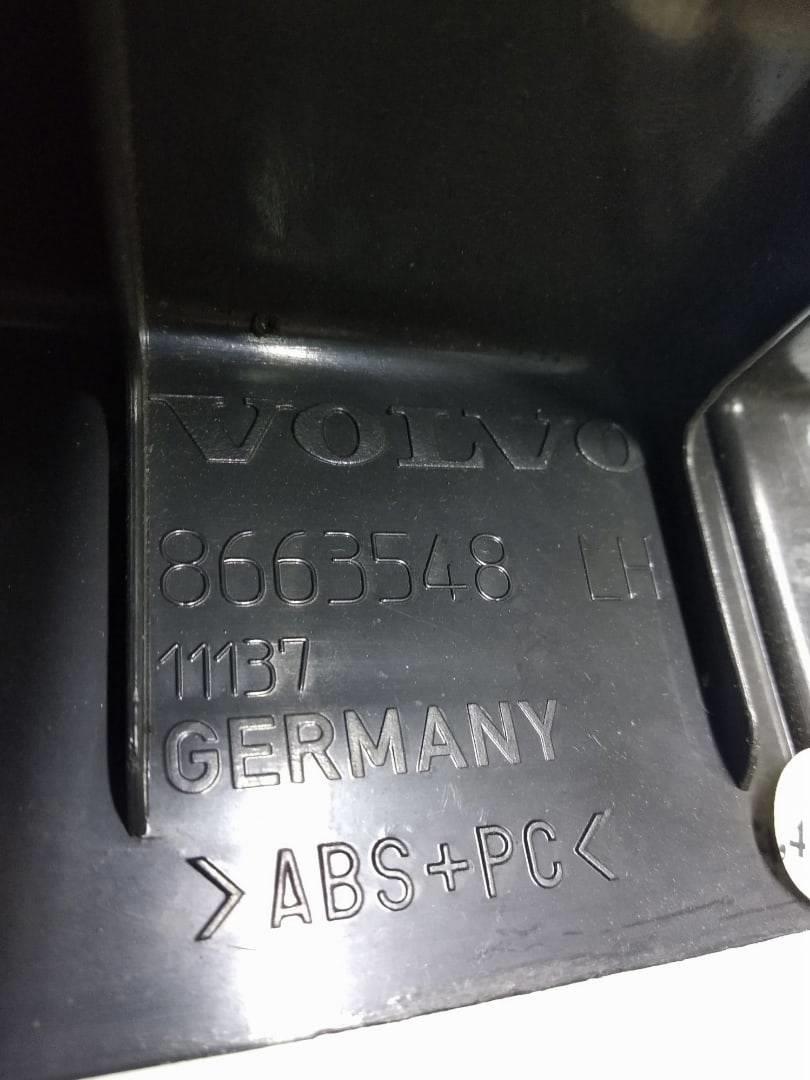 VOLVO
8663548 LH
11137
GERMANY
>ABS+PC<